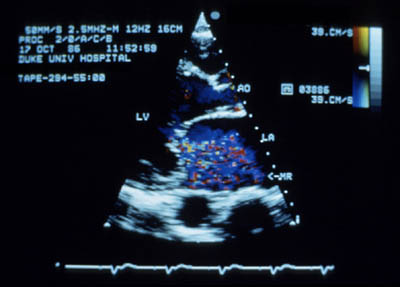 50MM/S 2.5MHZ-M 12HZ 16CM
PROC 2/0/A/C/B
17 OCT 86 11:52:59
DUKE UNIV HOSPITAL
TAPE-294-55:00
39.CM/S
03886
39.CM/S
AO
LV
LA
<-MR